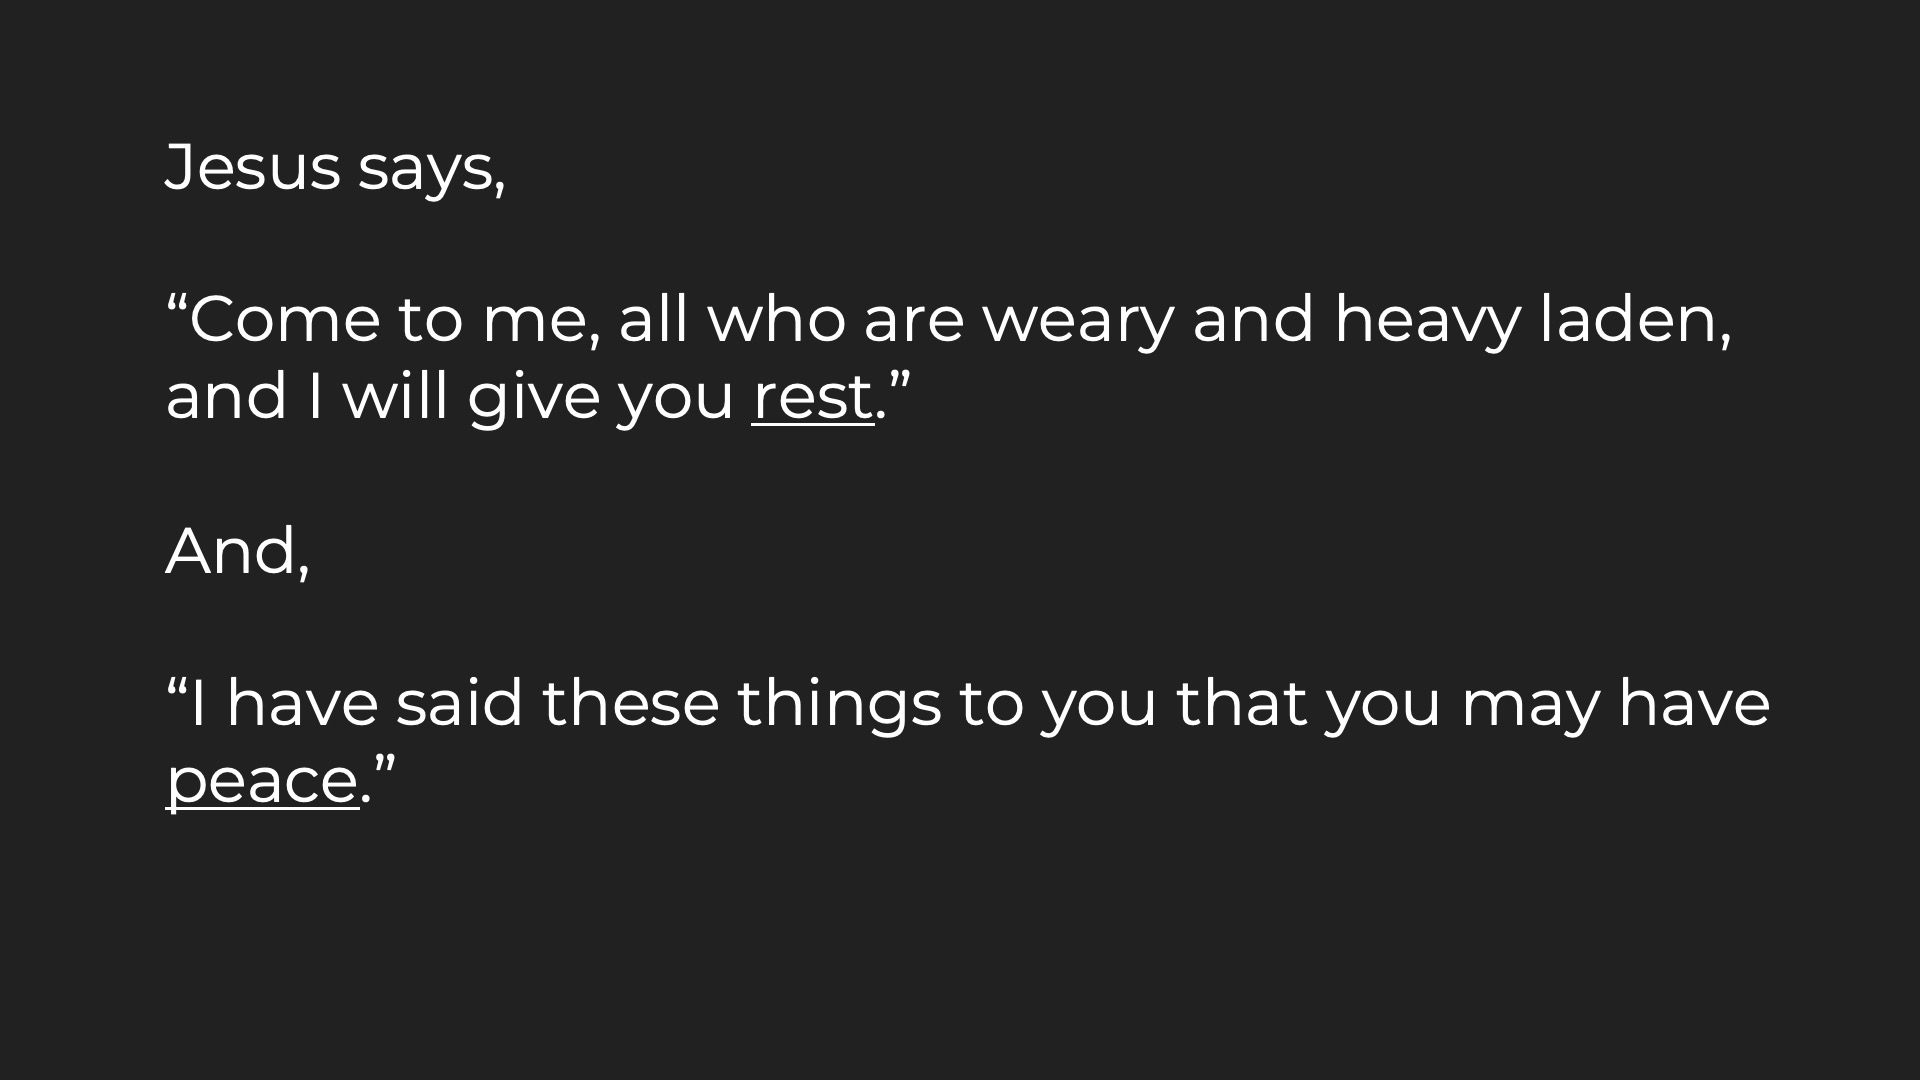 Jesus says,
“Come to me, all who are weary and heavy laden,
and I will give you rest.”
And,
“I have said these things to you that you may have
peace.”